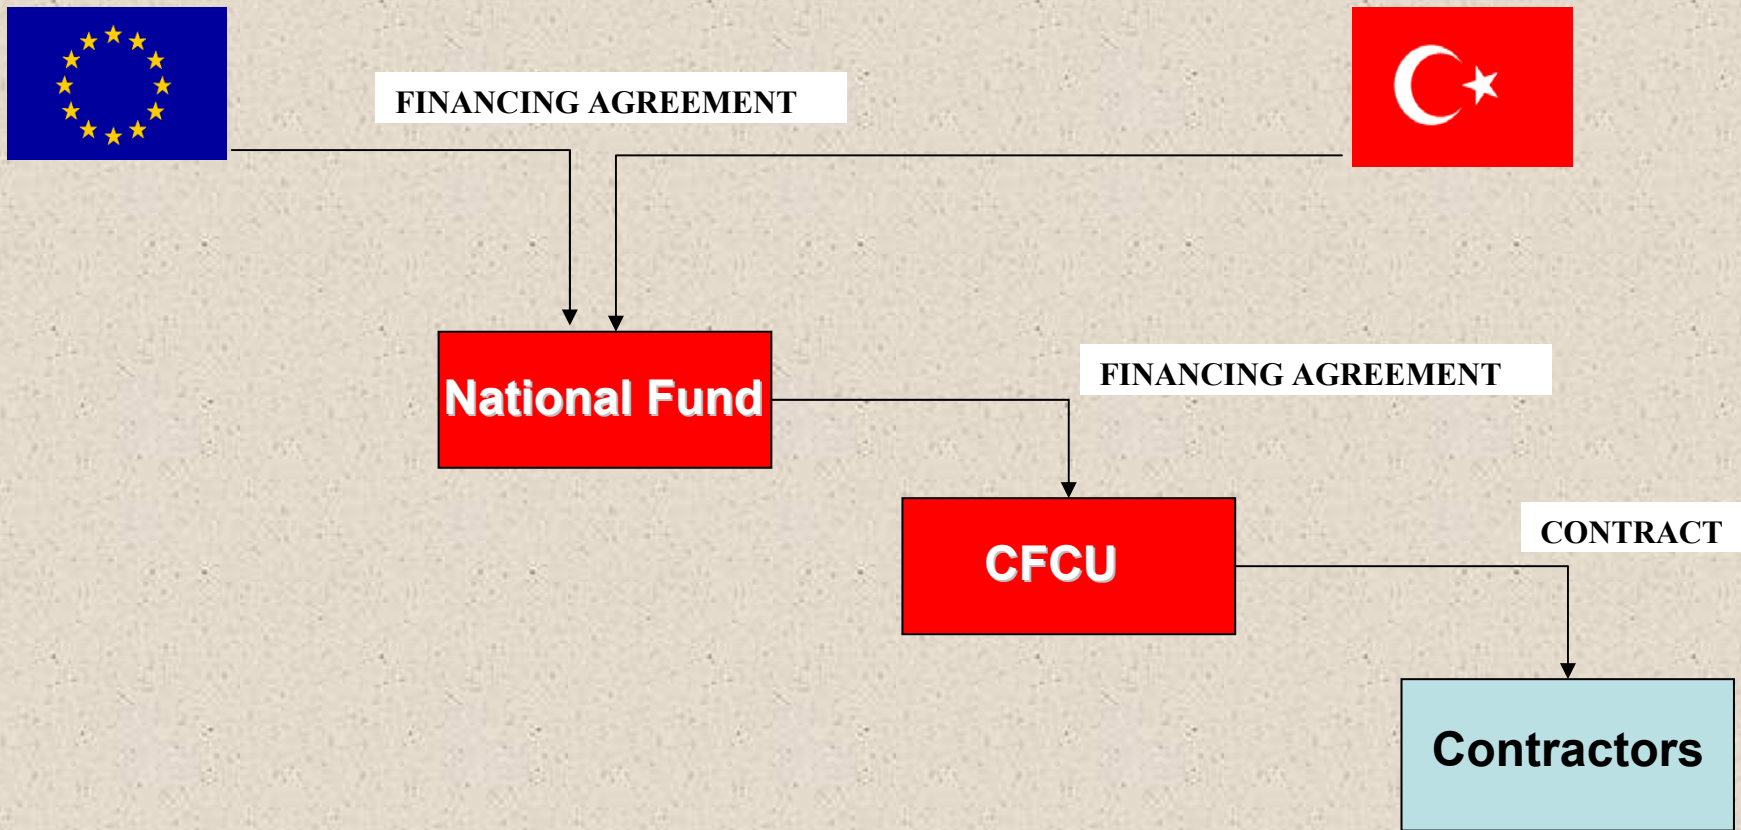 FINANCING AGREEMENT
National Fund
FINANCING AGREEMENT
CFCU
CONTRACT
Contractors